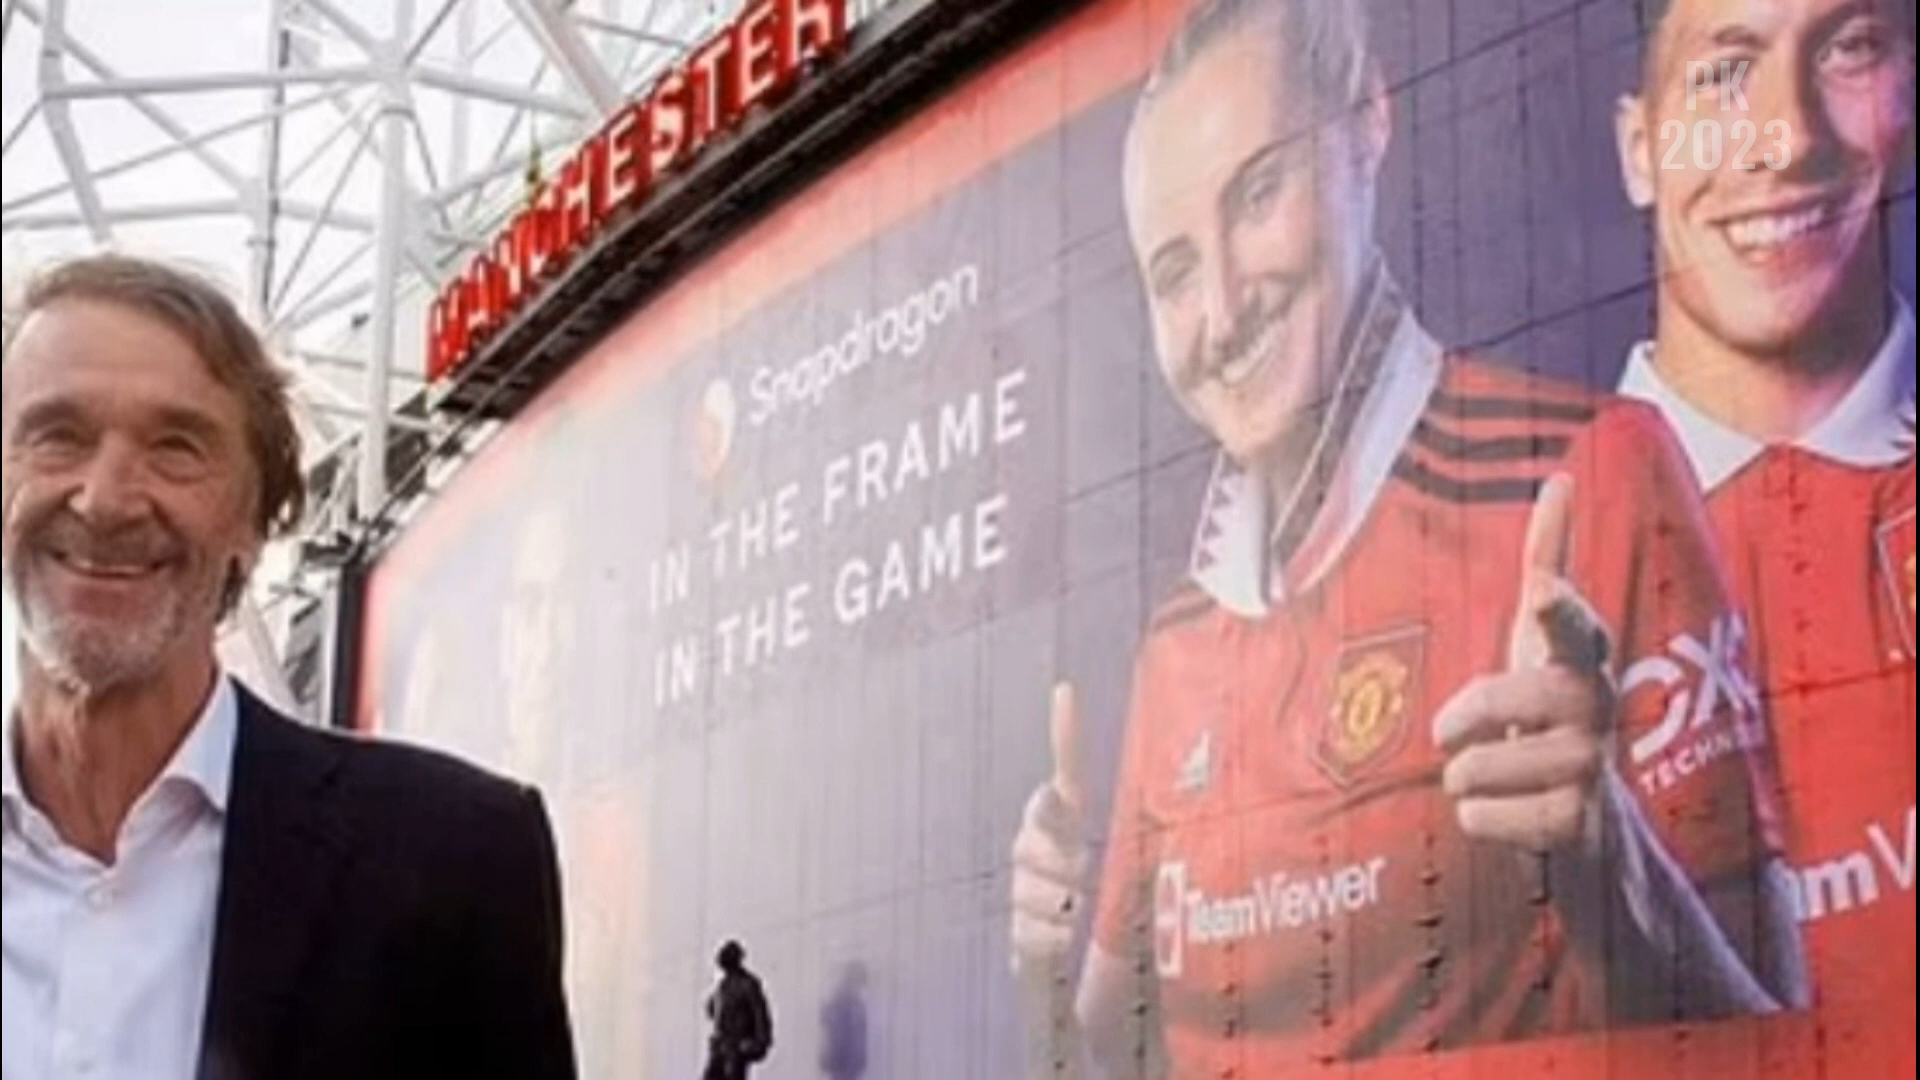 MANCHESTER
PK
2023
Snapdragon
IN THE FRAME
IN THE GAME
TeamViewer